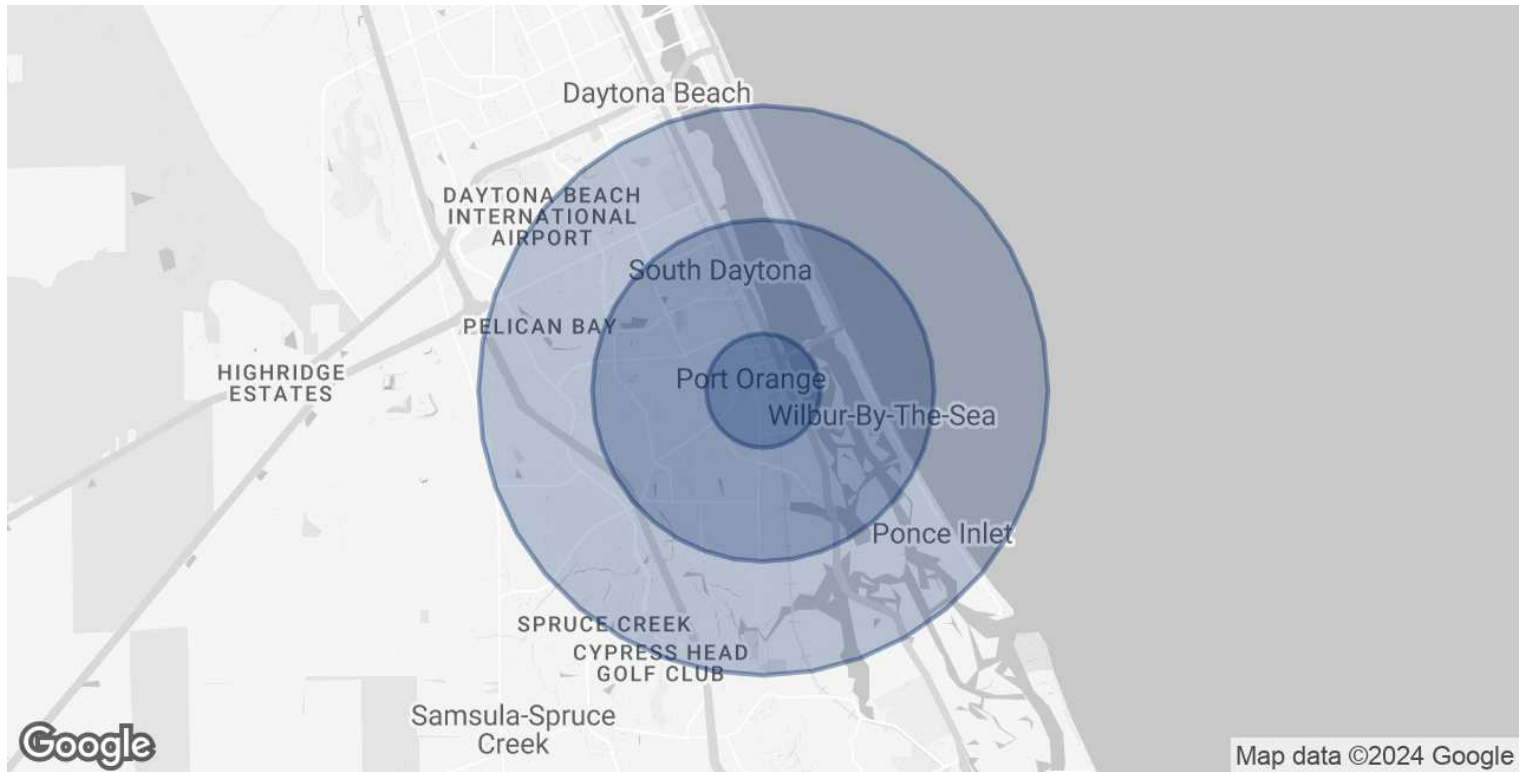 Daytona Beach
DAYTONA BEACH
INTERNATIONAL
AIRPORT
South Daytona
PELICAN BAY
HIGHRIDGE
ESTATES
Port Orange
Wilbur-By-The-Sea
Ponce Inlet
SPRUCE CREEK
CYPRESS HEAD
GOLF CLUB
Samsula-Spruce
Creek
Google
Map data ©2024 Google